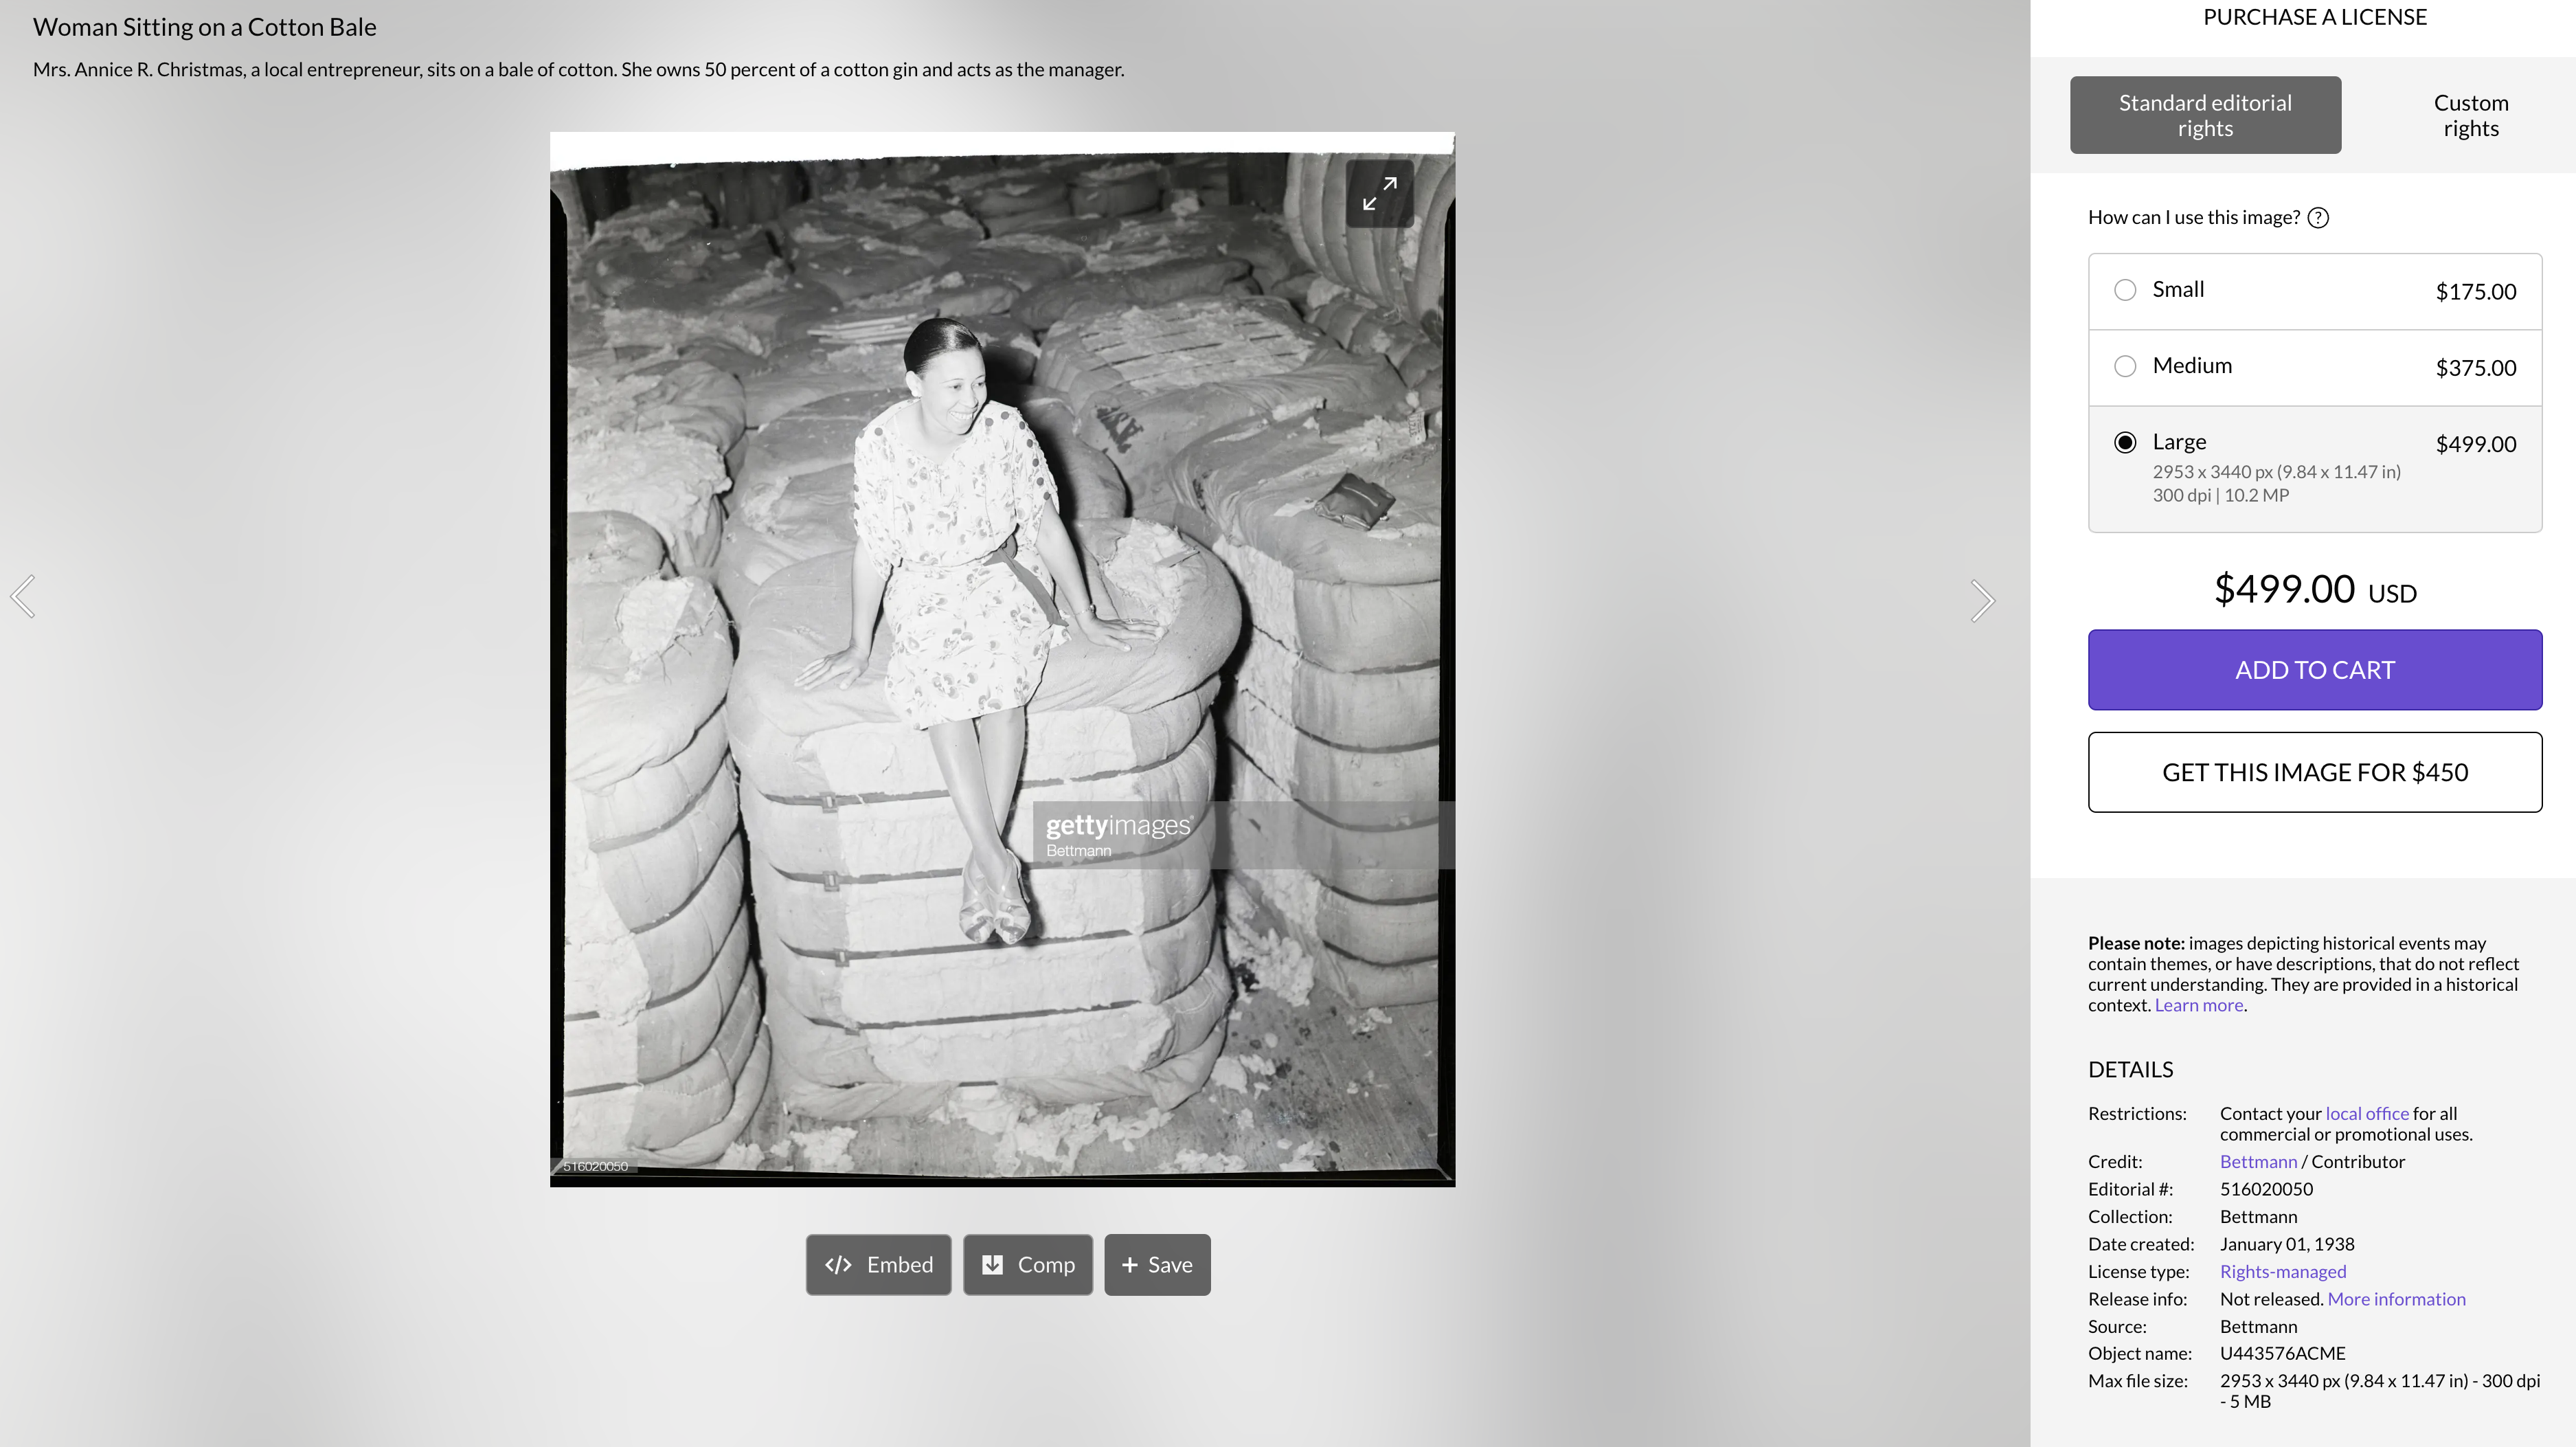 Woman Sitting on a Cotton Bale
Mrs. Annice R. Christmas, a local entrepreneur, sits on a bale of cotton. She owns 50 percent of a cotton gin and acts as the manager.
gettyimages®
Bettmann
516020050
</> Embed
Comp
+ Save
PURCHASE A LICENSE
Standard editorial
rights
Custom
rights
How can I use this image? ?
Small $175.00
Medium $375.00
Large $499.00
2953 x 3440 px (9.84 x 11.47 in)
300 dpi | 10.2 MP
$499.00 USD
ADD TO CART
GET THIS IMAGE FOR $450
Please note: images depicting historical events may
contain themes, or have descriptions, that do not reflect
current understanding. They are provided in a historical
context. Learn more.
DETAILS
Restrictions: Contact your local office for all
commercial or promotional uses.
Credit: Bettmann / Contributor
Editorial #: 516020050
Collection: Bettmann
Date created: January 01, 1938
License type: Rights-managed
Release info: Not released. More information
Source: Bettmann
Object name: U443576ACME
Max file size: 2953 x 3440 px (9.84 x 11.47 in) - 300 dpi
- 5 MB